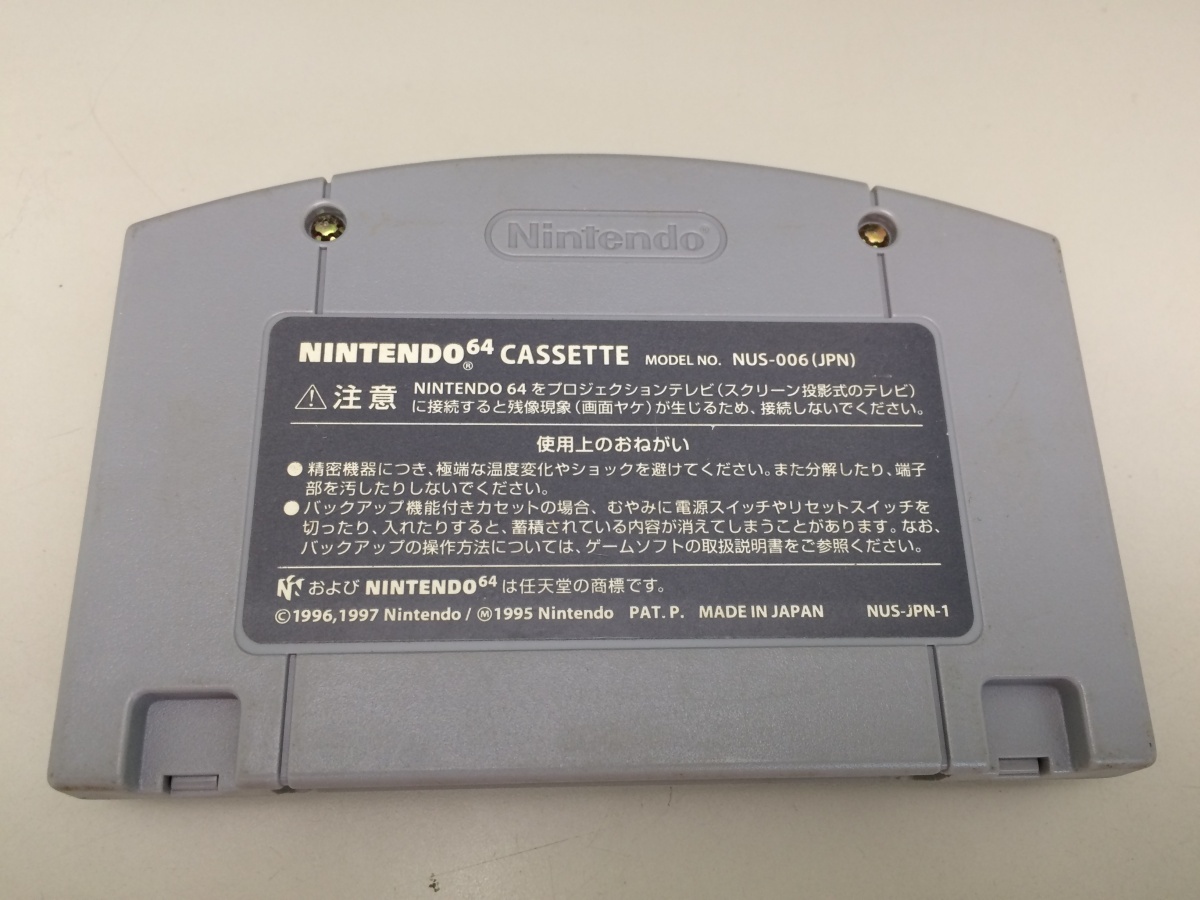 Nintendo®
NINTENDO64® CASSETTE MODEL NO. NUS-006(JPN)
⚠注意 NINTENDO 64をプロジェクションテレビ(スクリーン投影式のテレビ)
に接続すると残像現象(画面ヤケ)が生じるため、接続しないでください。
使用上のおねがい
●精密機器につき、極端な温度変化やショックを避けてください。また分解したり、端子
部を汚したりしないでください。
●バックアップ機能付きカセットの場合、むやみに電源スイッチやリセットスイッチを
切ったり、入れたりすると、蓄積されている内容が消えてしまうことがあります。なお、
バックアップの操作方法については、ゲームソフトの取扱説明書をご参照ください。
および NINTENDO64 は任天堂の商標です。
©1996,1997 Nintendo/Ⓜ1995 Nintendo PAT.P. MADE IN JAPAN NUS-JPN-1